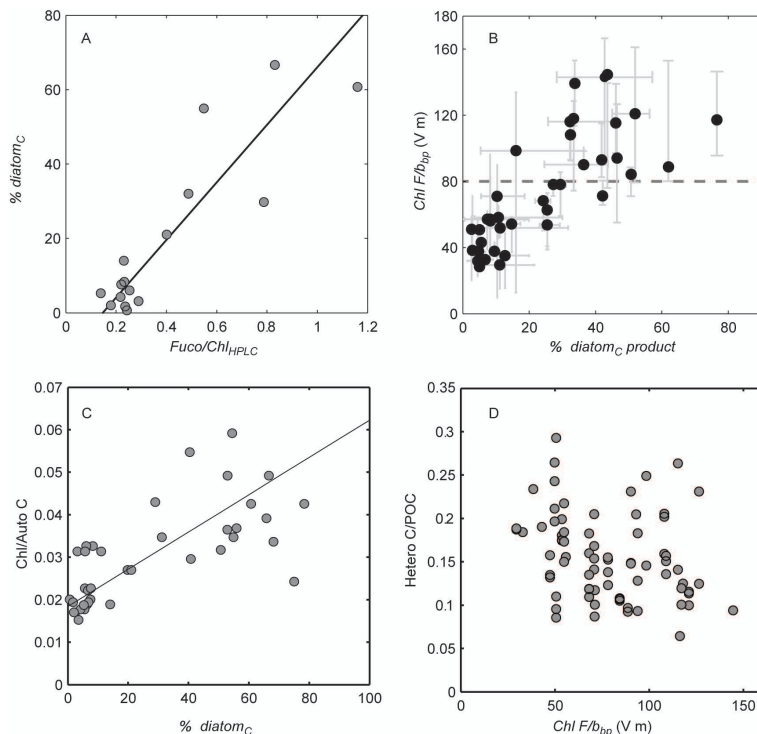 A
80
60
40
20
0
% diatomC
0 0.2 0.4 0.6 0.8 1 1.2
Fuco/ChlHPLC
B
180
160
120
80
40
0
Chl F/bbp (V m)
0 20 40 60 80
% diatomC product
C
0.07
0.06
0.05
0.04
0.03
0.02
0.01
0
Chl/Auto C
0 20 40 60 80 100
% diatomC
D
0.35
0.3
0.25
0.2
0.15
0.1
0.05
0
Hetero C/POC
0 50 100 150
Chl F/bbp (V m)